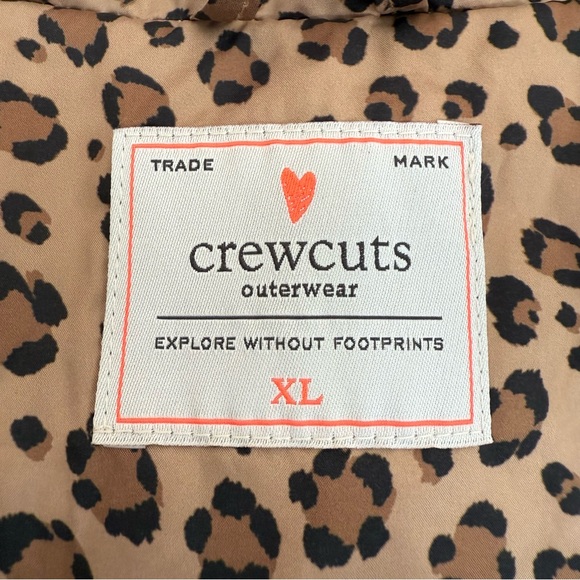 TRADE MARK
crewcuts
outerwear
EXPLORE WITHOUT FOOTPRINTS
XL